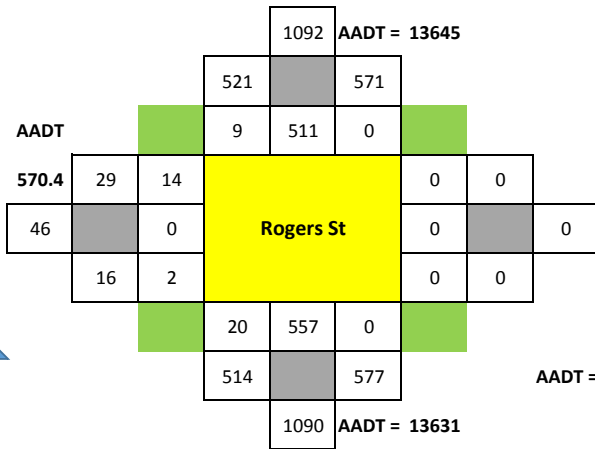 1092 AADT = 13645
521 571
AADT 9 511 0
570.4 29 14 0 0
46 0 Rogers St 0 0
16 2 0 0
20 557 0
514 577 AADT =
1090 AADT = 13631